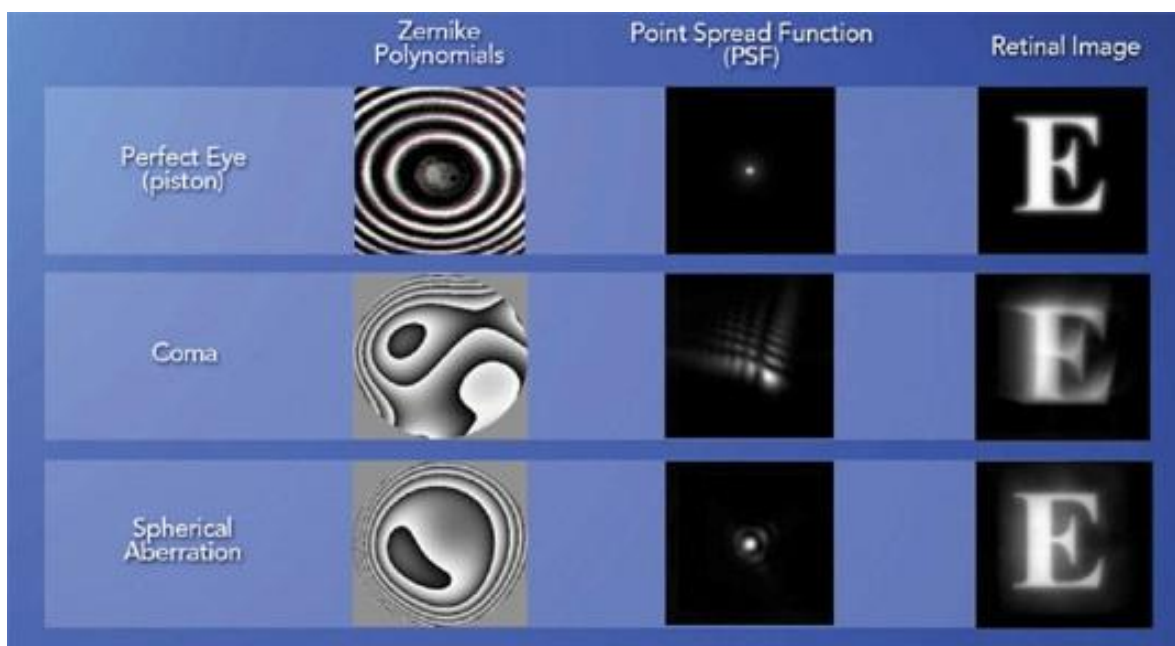 Zernike
Polynomials
Point Spread Function
(PSF)
Retinal Image
Perfect Eye
(piston)
E
Coma
E
Spherical
Aberration
E